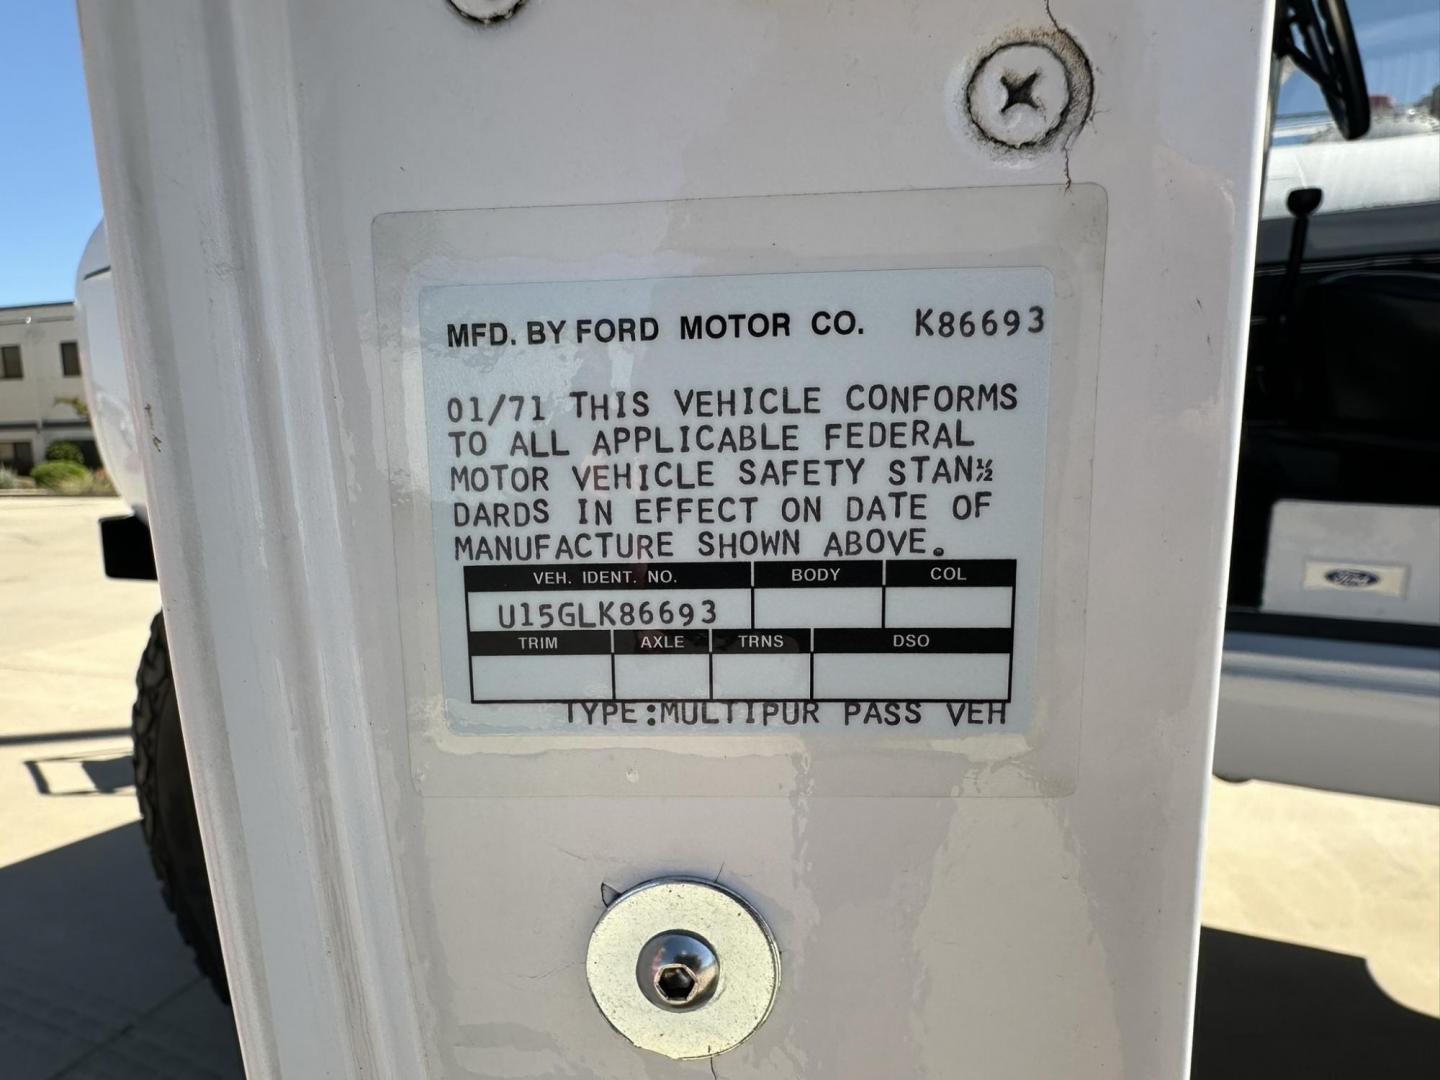 MFD. BY FORD MOTOR CO. K86693
01/71 THIS VEHICLE CONFORMS
TO ALL APPLICABLE FEDERAL
MOTOR VEHICLE SAFETY STAN½
DARDS IN EFFECT ON DATE OF
MANUFACTURE SHOWN ABOVE.
VEH. IDENT. NO. BODY COL
U15GLK86693
TRIM AXLE TRNS DSO
TYPE:MULTIPUR PASS VEH
Ford